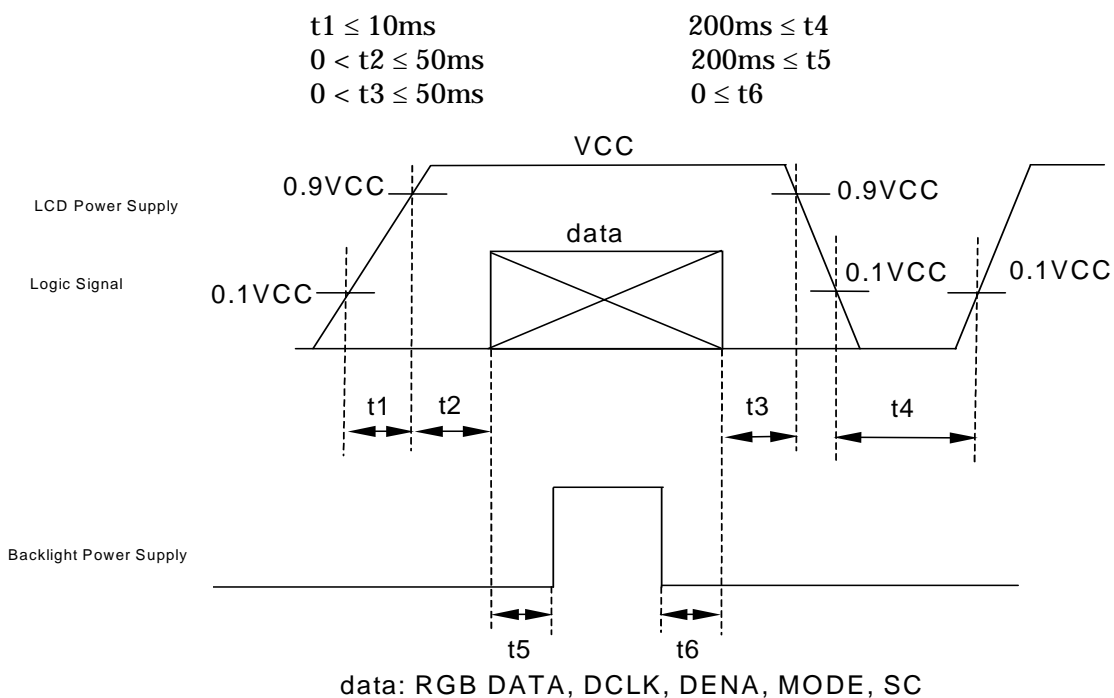 t1 ≤ 10ms 200ms ≤ t4
0 < t2 ≤ 50ms 200ms ≤ t5
0 < t3 ≤ 50ms 0 ≤ t6
VCC
0.9VCC 0.9VCC
LCD Power Supply
data
Logic Signal
0.1VCC 0.1VCC 0.1VCC
t1 t2 t3 t4
Backlight Power Supply
t5 t6
data: RGB DATA, DCLK, DENA, MODE, SC